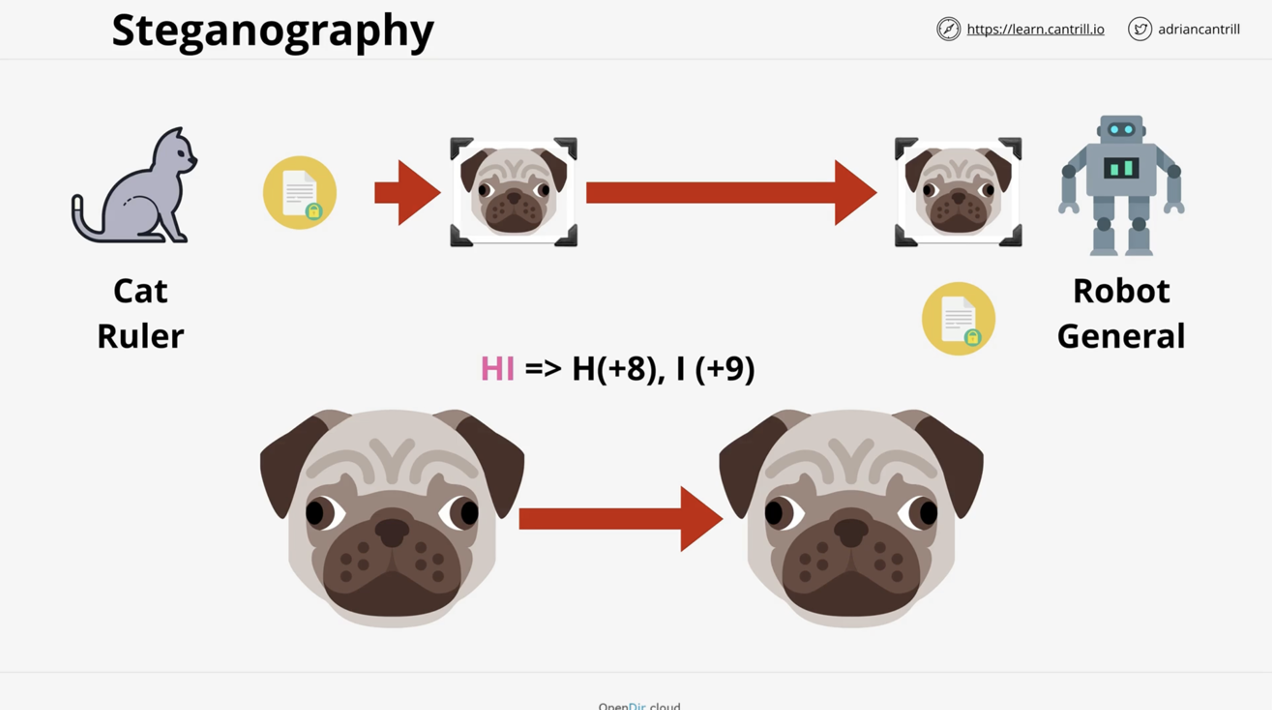 Steganography
https://learn.cantrill.io
adriancantrill
Cat
Ruler
Robot
General
HI => H(+8), I (+9)
OpenDir.cloud